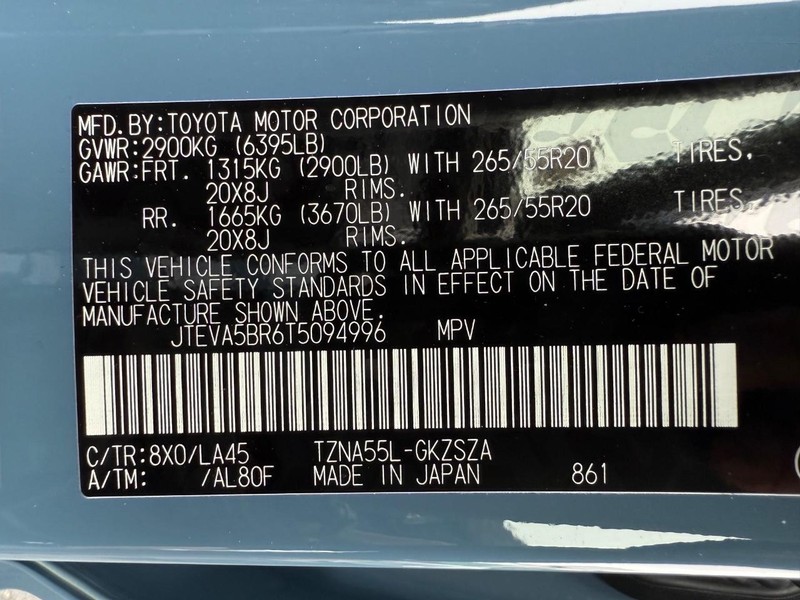 MFD.BY:TOYOTA MOTOR CORPORATION
GVWR:2900KG (6395LB)
GAWR:FRT. 1315KG (2900LB) WITH 265/55R20 TIRES,
20X8J RIMS.
RR. 1665KG (3670LB) WITH 265/55R20 TIRES,
20X8J RIMS.
THIS VEHICLE CONFORMS TO ALL APPLICABLE FEDERAL MOTOR
VEHICLE SAFETY STANDARDS IN EFFECT ON THE DATE OF
MANUFACTURE SHOWN ABOVE.
JTEVA5BR6T5094996 MPV
C/TR:8X0/LA45 TZNA55L-GKZSZA
A/TM: /AL80F MADE IN JAPAN 861